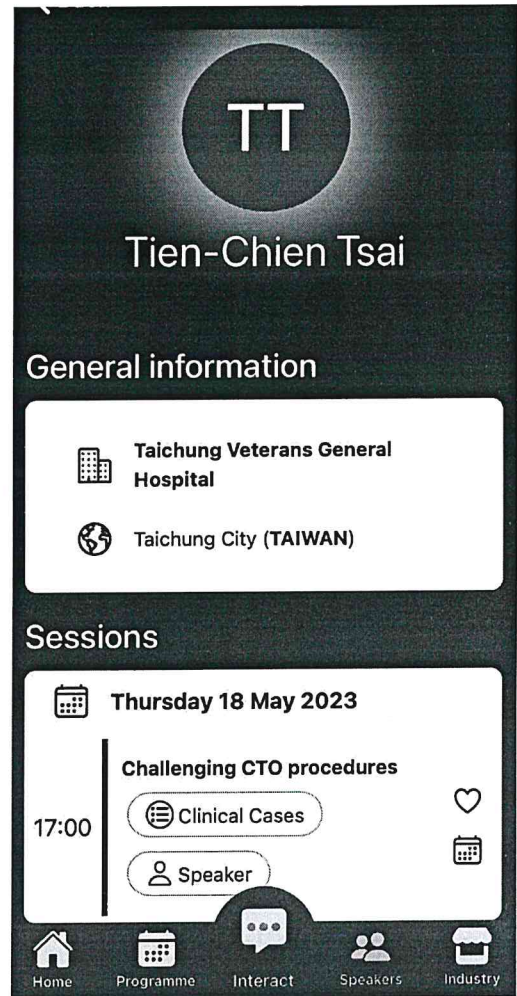 TT
Tien-Chien Tsai
General information
Taichung Veterans General
Hospital
Taichung City (TAIWAN)
Sessions
Thursday 18 May 2023
Challenging CTO procedures
17:00
Clinical Cases
Speaker
Home
Programme
Interact
Speakers
Industry